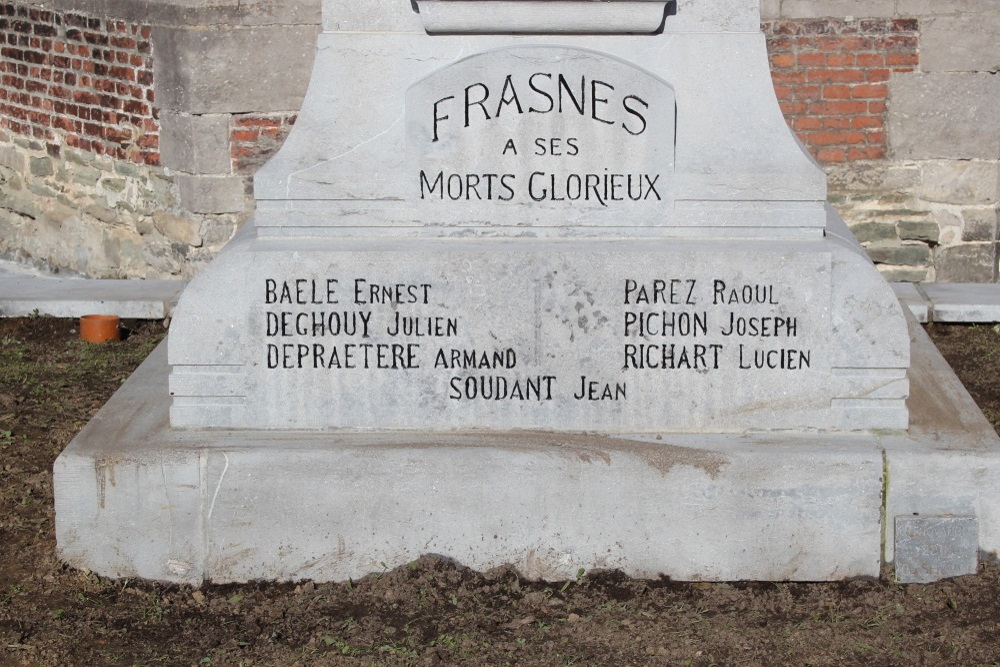 FRASNES
A SES
MORTS GLORIEUX
BAELE ERNEST
DEGHOUY JULIEN
DEPRAETERE ARMAND
PAREZ RAOUL
PICHON JOSEPH
RICHART LUCIEN
SOUDANT JEAN